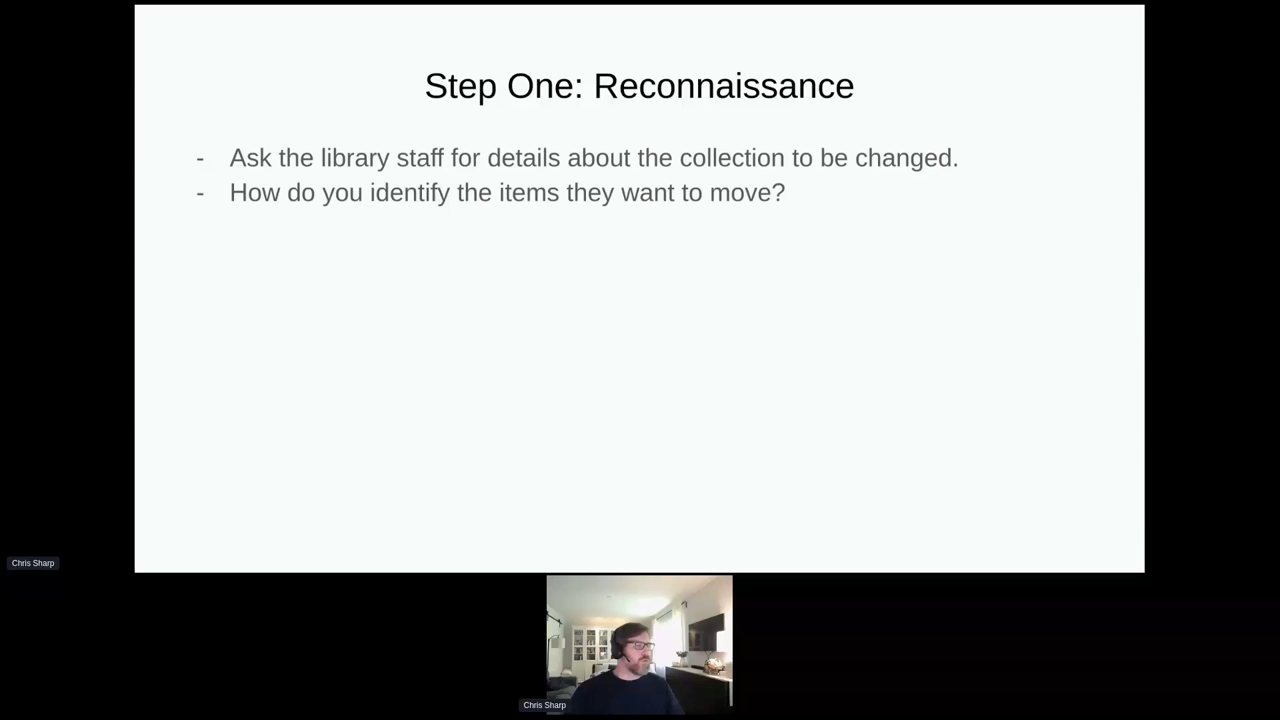 Step One: Reconnaissance
- Ask the library staff for details about the collection to be changed.
- How do you identify the items they want to move?
Chris Sharp
Chris Sharp